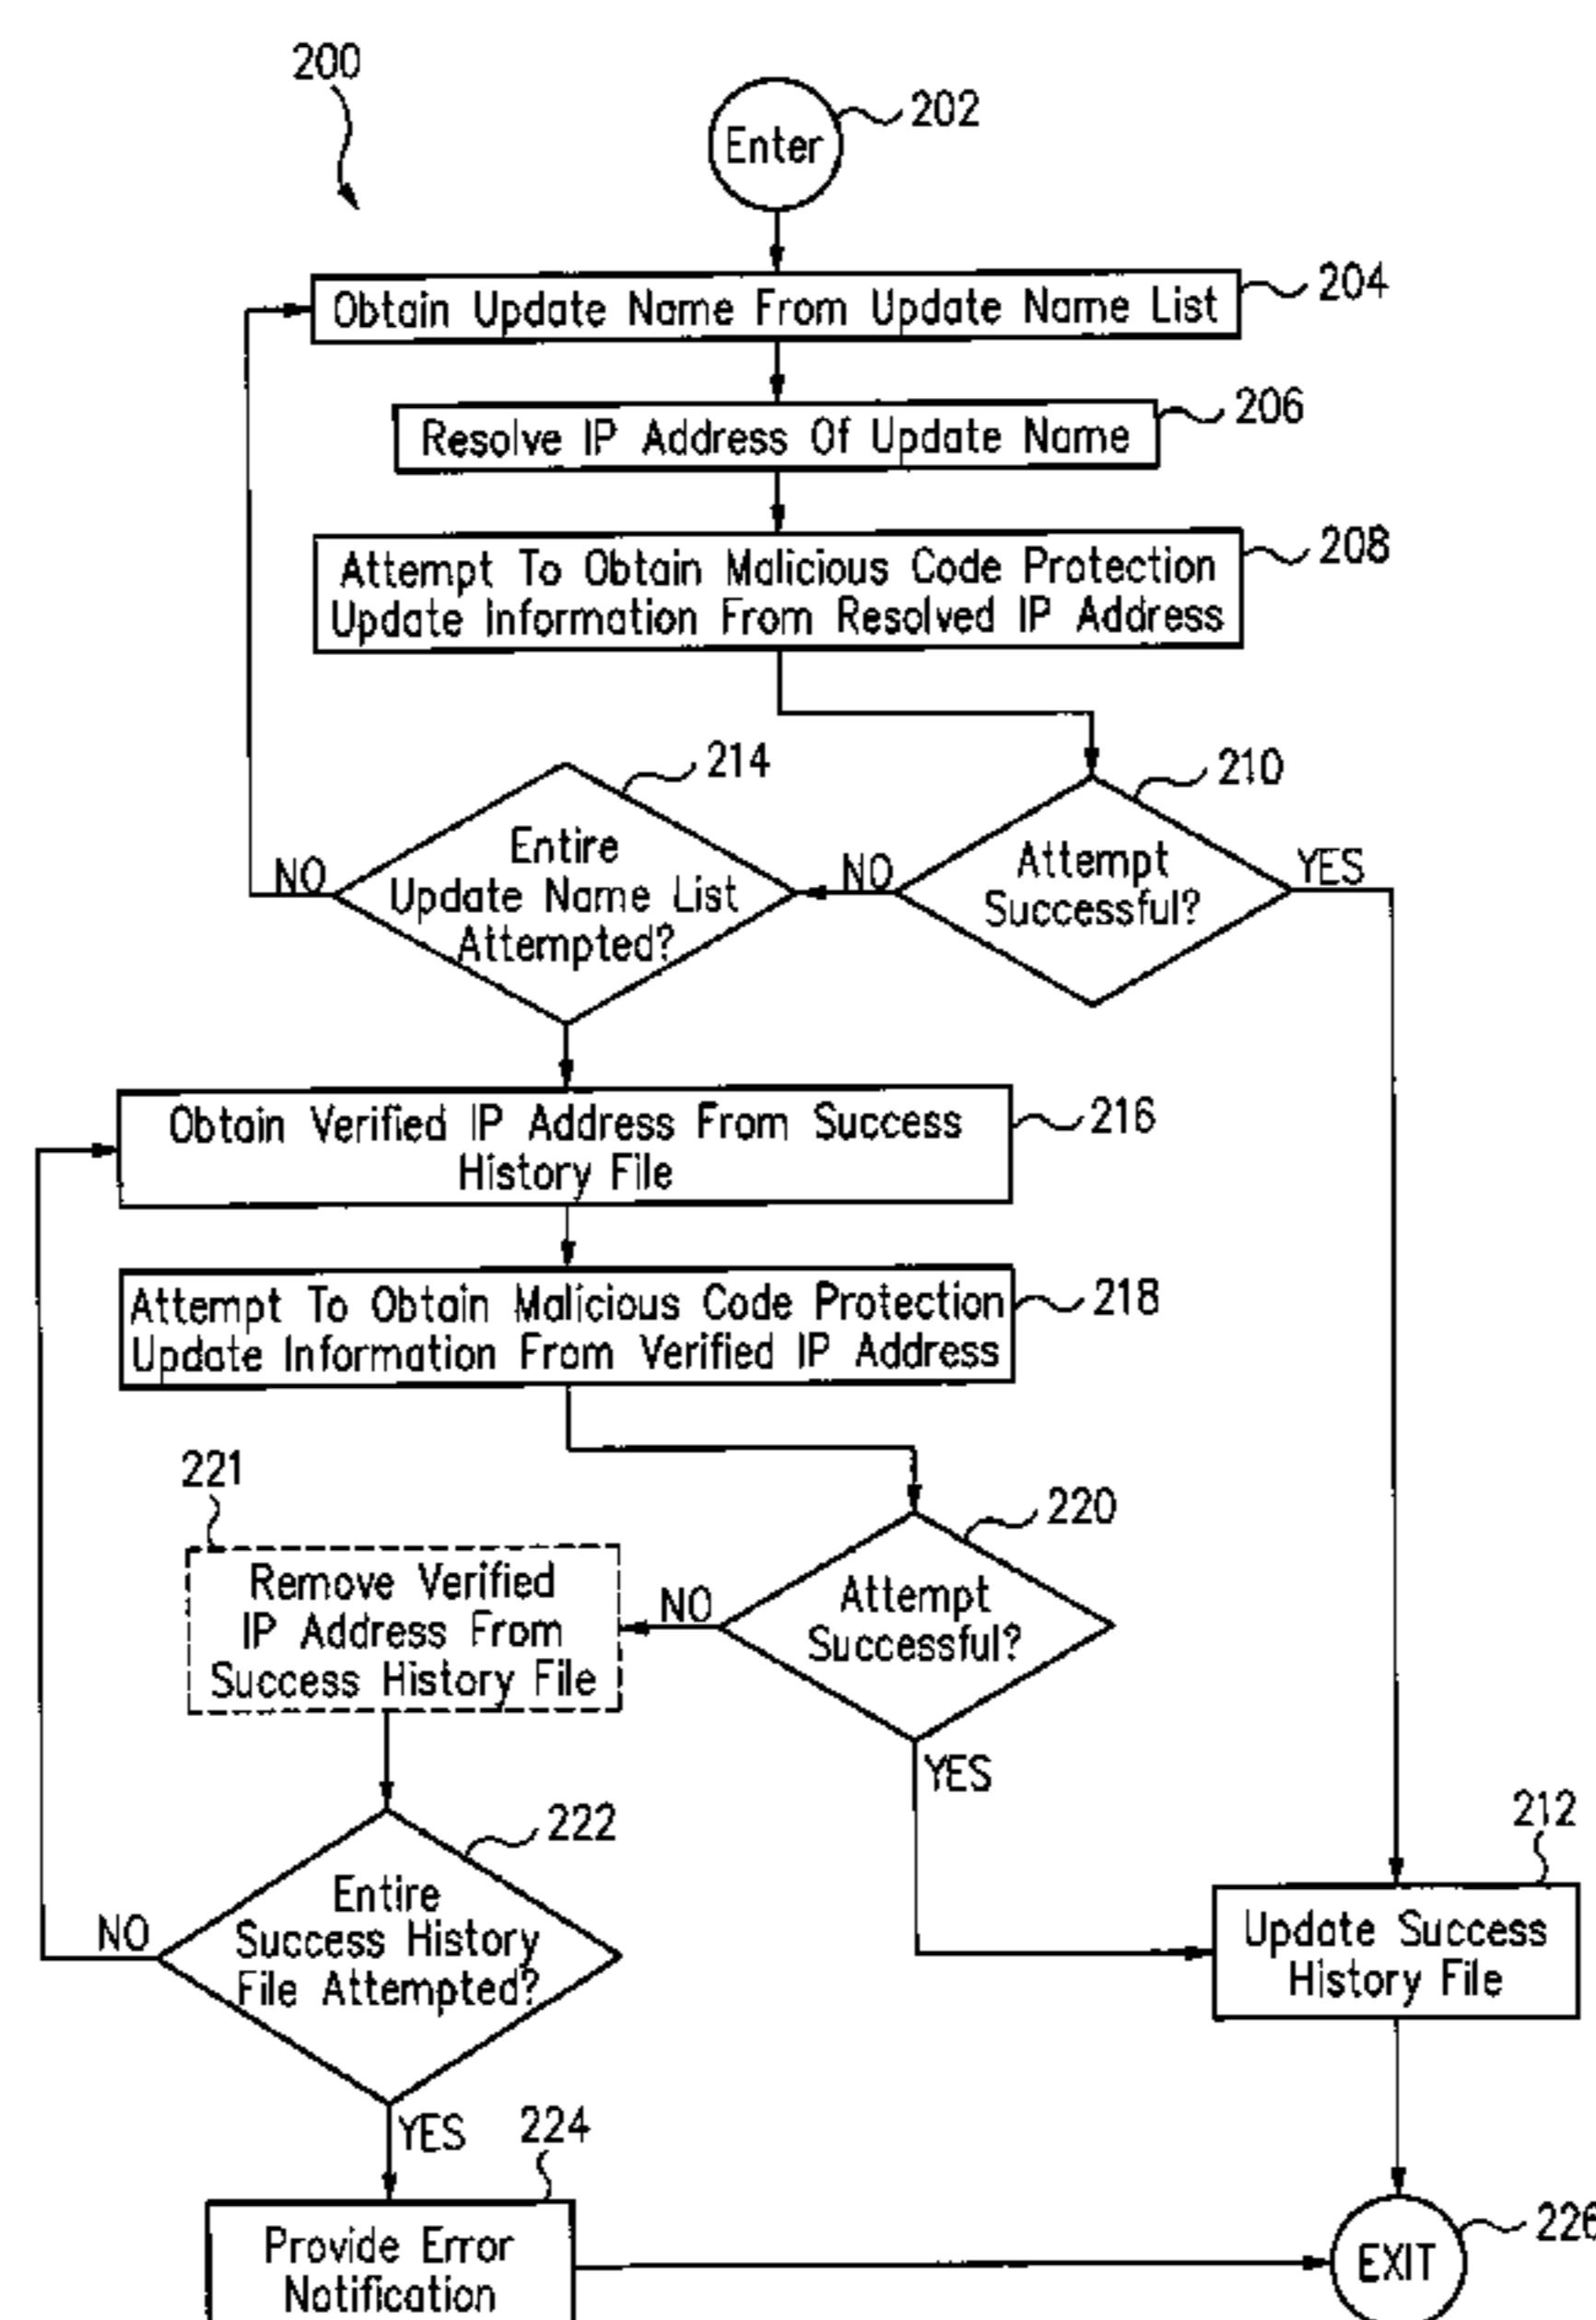 200
Enter
202
Obtain Update Name From Update Name List
204
Resolve IP Address Of Update Name
206
Attempt To Obtain Malicious Code Protection
Update Information From Resolved IP Address
208
214
210
Entire
Update Name List
Attempted?
NO
NO
Attempt
Successful?
YES
Obtain Verified IP Address From Success
History File
216
Attempt To Obtain Malicious Code Protection
Update Information From Verified IP Address
218
221
220
Remove Verified
IP Address From
Success History File
NO
Attempt
Successful?
YES
222
212
Entire
Success History
File Attempted?
NO
Update Success
History File
YES
224
Provide Error
Notification
EXIT
226